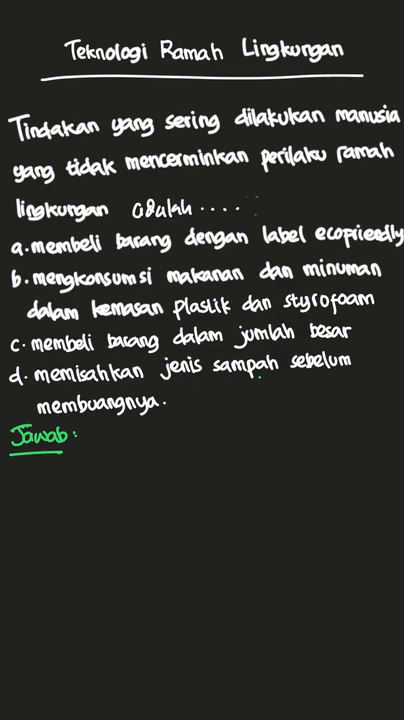 Teknologi Ramah Lingkungan
Tindakan yang sering dilakukan manusia
yang tidak mencerminkan perilaku ramah
lingkungan adalah ....
a. membeli barang dengan label ecofriendly
b. mengkonsumsi makanan dan minuman
dalam kemasan plastik dan styrofoam
c. membeli barang dalam jumlah besar
d. memisahkan jenis sampah sebelum
membuangnya.
Jawab: